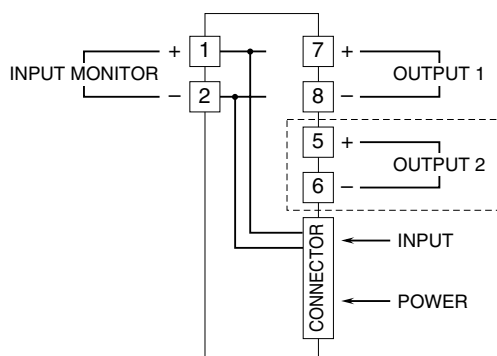 1
7
+
+
INPUT MONITOR
OUTPUT 1
2
8
−
−
5
+
OUTPUT 2
6
−
CONNECTOR
INPUT
POWER